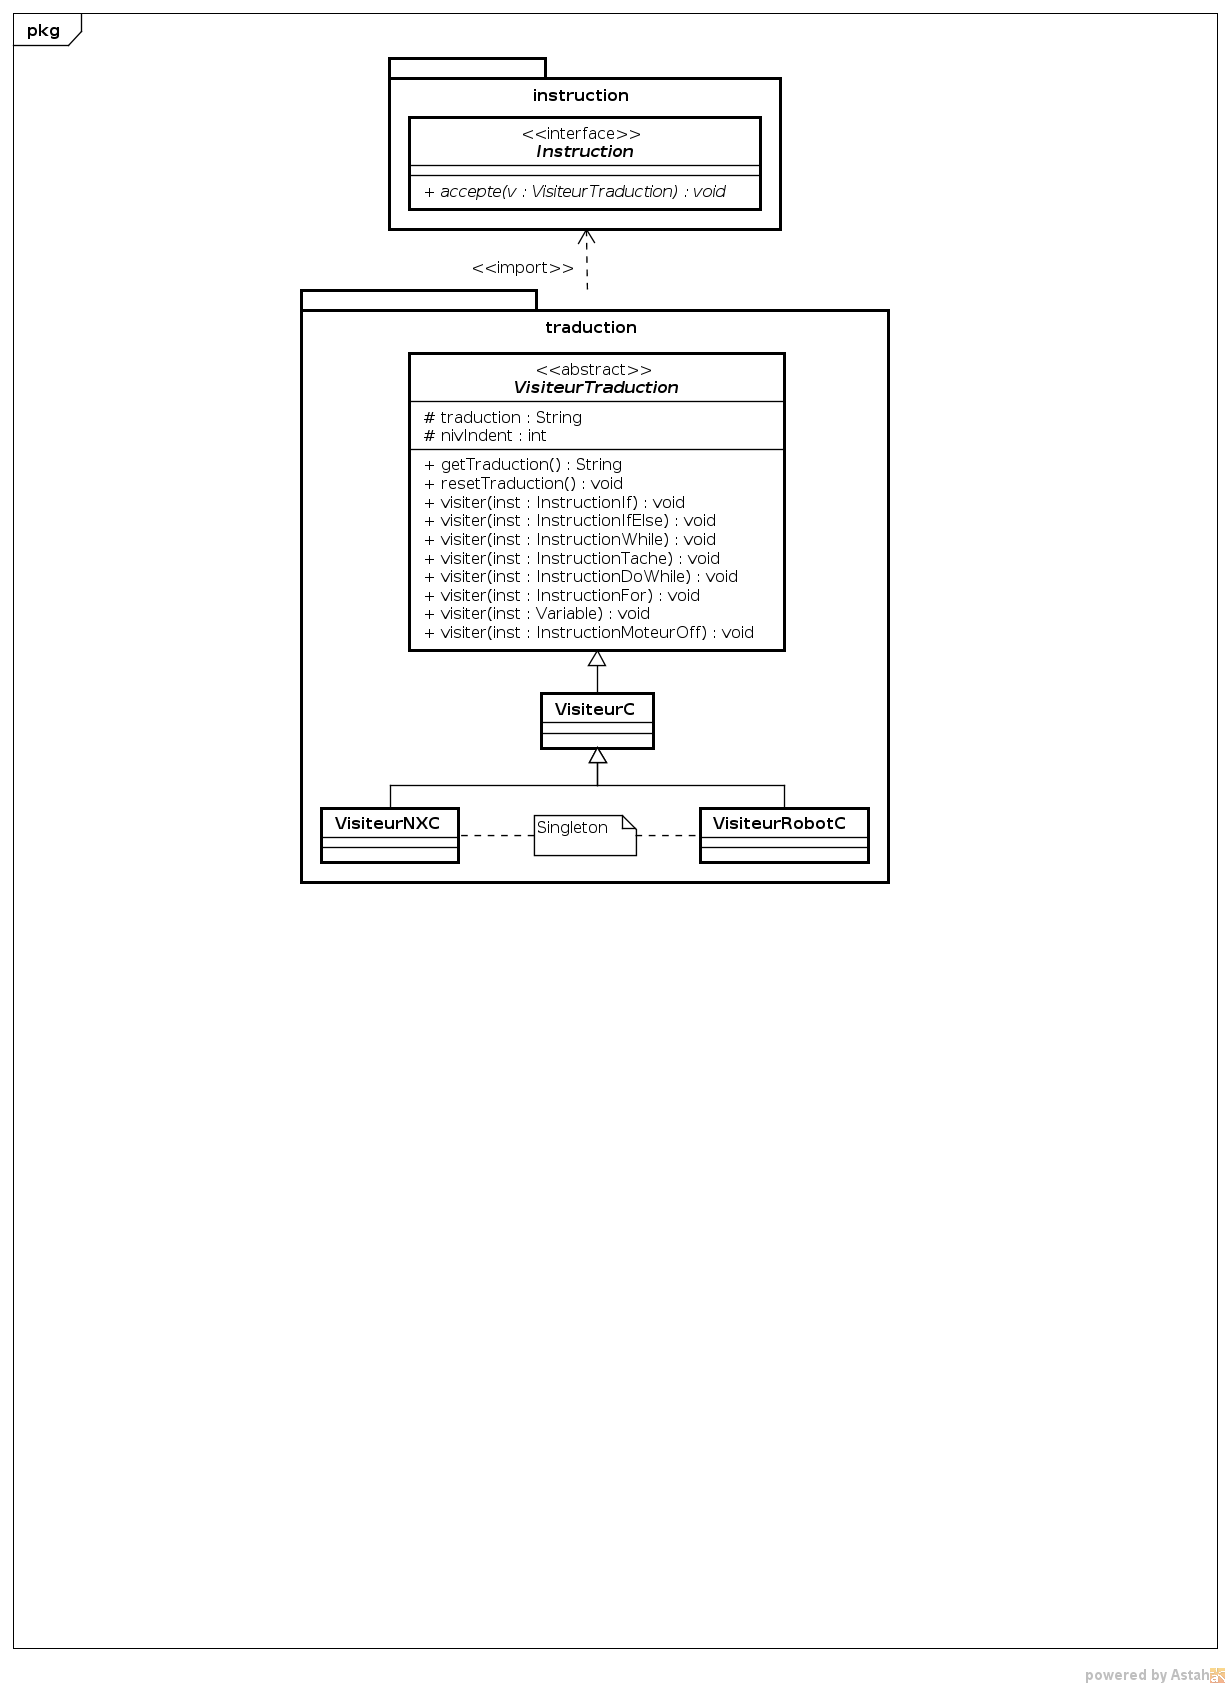 pkg
instruction
<<interface>>
Instruction
+ accepte(v : VisiteurTraduction) : void
<<import>>
traduction
<<abstract>>
VisiteurTraduction
# traduction : String
# nivIndent : int
+ getTraduction() : String
+ resetTraduction() : void
+ visiter(inst : InstructionIf) : void
+ visiter(inst : InstructionIfElse) : void
+ visiter(inst : InstructionWhile) : void
+ visiter(inst : InstructionTache) : void
+ visiter(inst : InstructionDoWhile) : void
+ visiter(inst : InstructionFor) : void
+ visiter(inst : Variable) : void
+ visiter(inst : InstructionMoteurOff) : void
VisiteurC
VisiteurNXC
Singleton
VisiteurRobotC
powered by Astah